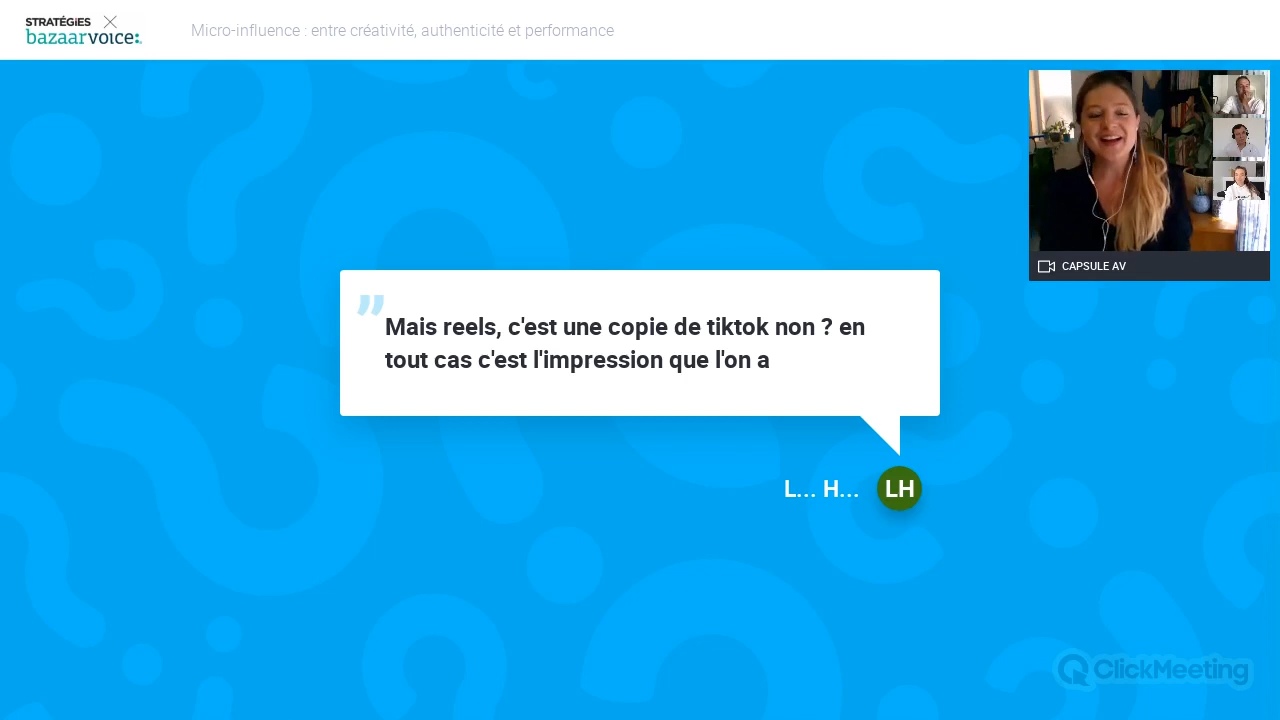 STRATÉGIES
bazaarvoice:
Micro-influence : entre créativité, authenticité et performance
CAPSULE AV
" Mais reels, c'est une copie de tiktok non ? en
tout cas c'est l'impression que l'on a
L... H... LH
ClickMeeting